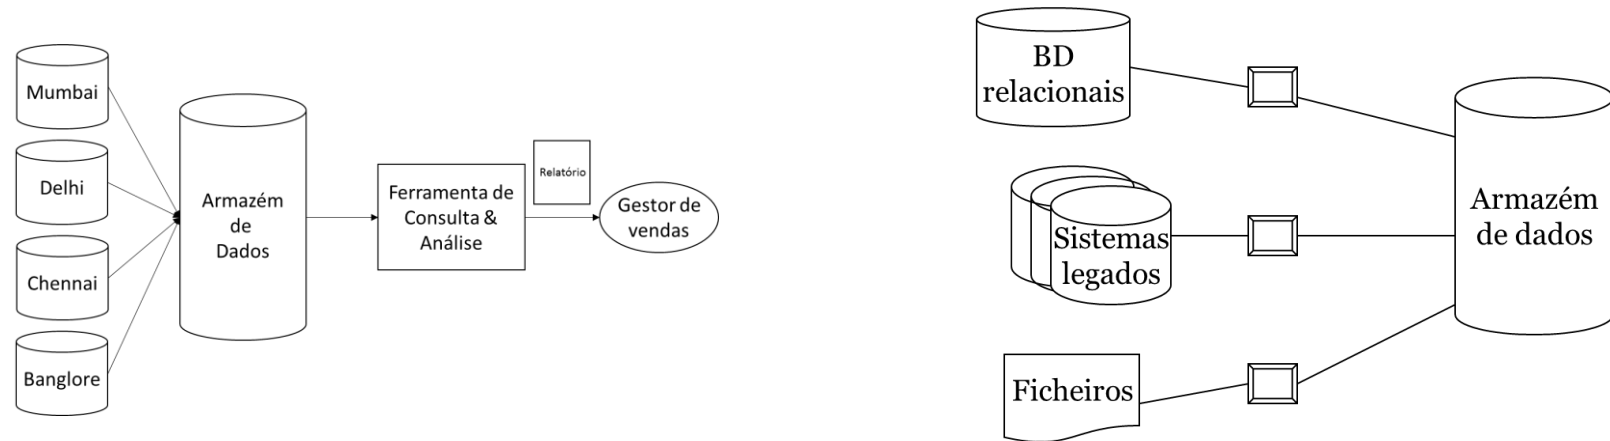 Mumbai
Delhi
Chennai
Banglore
Armazém
de
Dados
Ferramenta de
Consulta &
Análise
Relatório
Gestor de
vendas
BD
relacionais
Sistemas
legados
Ficheiros
Armazém
de dados